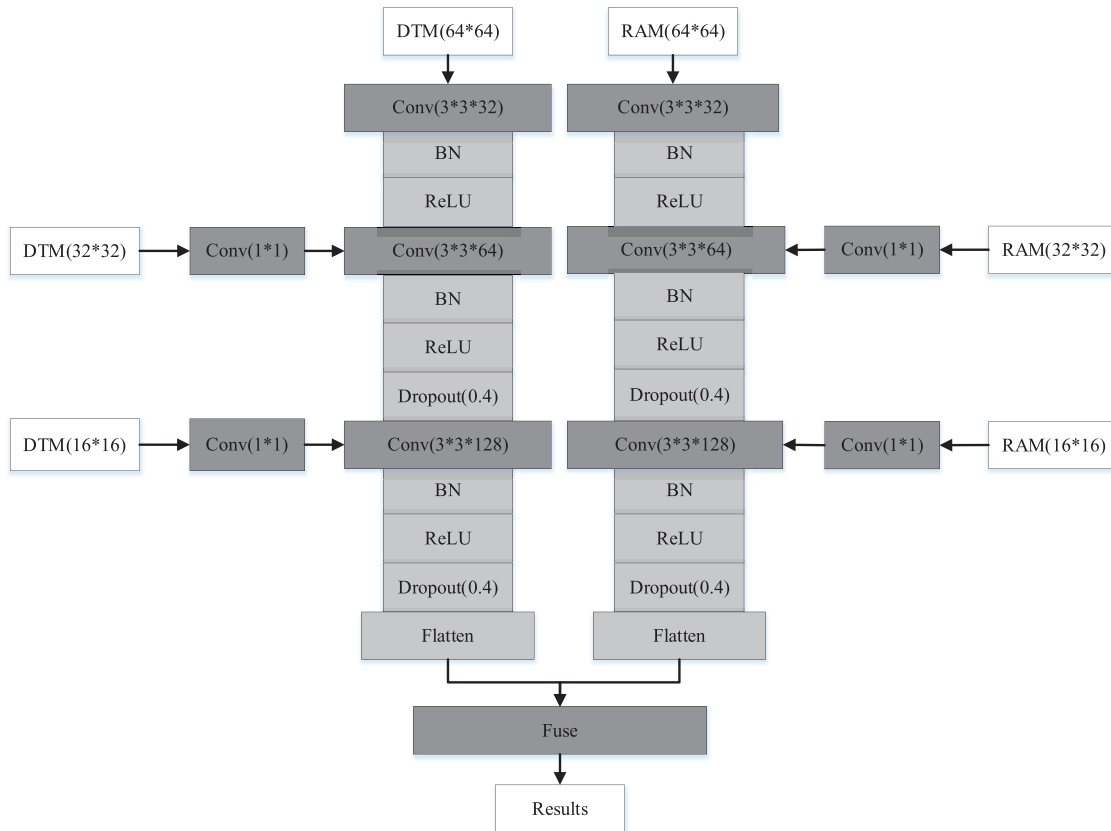 DTM(64*64)
RAM(64*64)
Conv(3*3*32)
Conv(3*3*32)
BN
BN
ReLU
ReLU
DTM(32*32)
Conv(1*1)
Conv(3*3*64)
Conv(3*3*64)
Conv(1*1)
RAM(32*32)
BN
BN
ReLU
ReLU
Dropout(0.4)
Dropout(0.4)
DTM(16*16)
Conv(1*1)
Conv(3*3*128)
Conv(3*3*128)
Conv(1*1)
RAM(16*16)
BN
BN
ReLU
ReLU
Dropout(0.4)
Dropout(0.4)
Flatten
Flatten
Fuse
Results